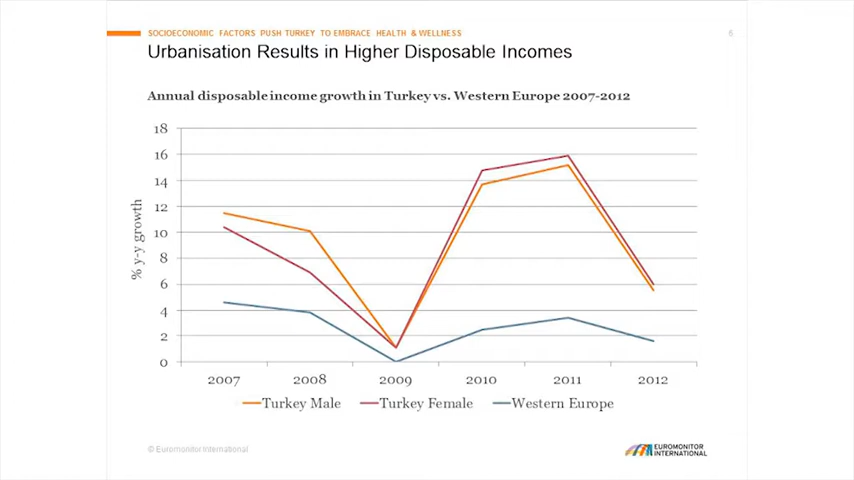 SOCIOECONOMIC FACTORS PUSH TURKEY TO EMBRACE HEALTH & WELLNESS
6
Urbanisation Results in Higher Disposable Incomes
Annual disposable income growth in Turkey vs. Western Europe 2007-2012
% y-y growth
18
16
14
12
10
8
6
4
2
0
2007 2008 2009 2010 2011 2012
Turkey Male Turkey Female Western Europe
© Euromonitor International
EUROMONITOR
INTERNATIONAL